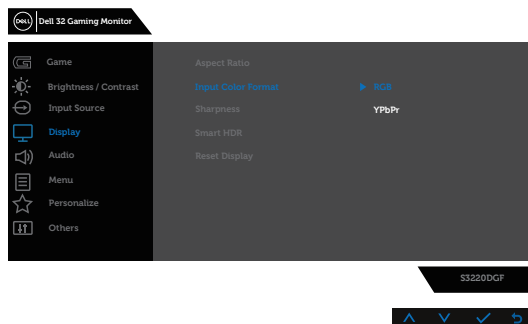 DELL Dell 32 Gaming Monitor
Game
Aspect Ratio
Brightness / Contrast
Input Color Format
RGB
Input Source
Sharpness
YPbPr
Display
Smart HDR
Audio
Reset Display
Menu
Personalize
Others
S3220DGF